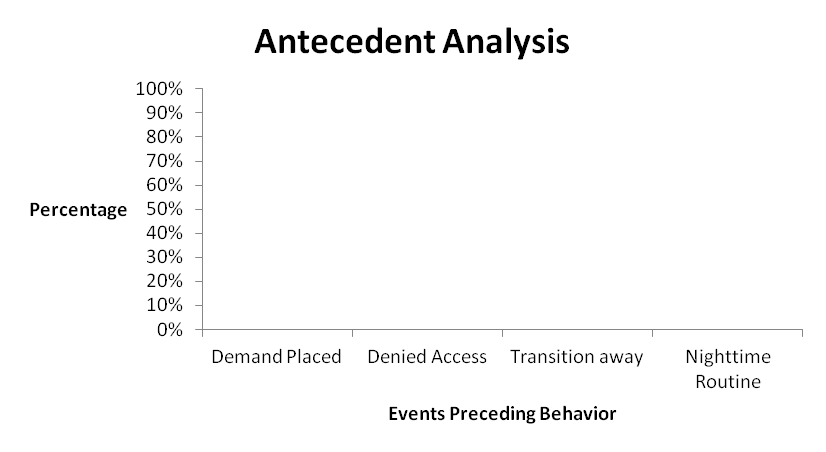 Antecedent Analysis
100%
90%
80%
70%
60%
Percentage
50%
40%
30%
20%
10%
0%
Demand Placed
Denied Access
Transition away
Nighttime
Routine
Events Preceding Behavior